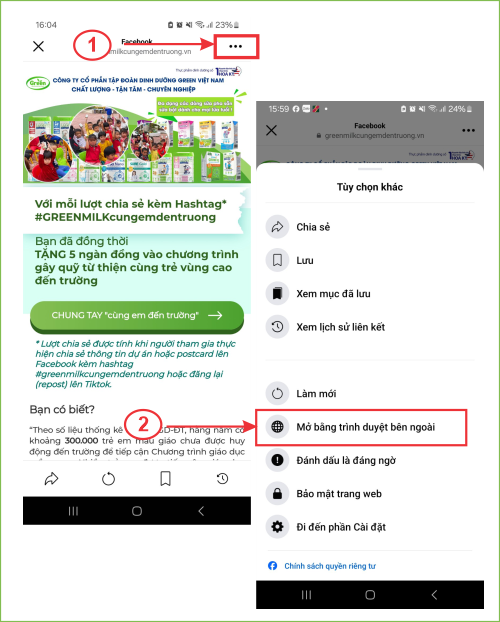 16:04
23%
1
Facebook
milkcungemdentruong.vn
Green
CÔNG TY CỔ PHẦN TẬP ĐOÀN DINH DƯỠNG GREEN VIỆT NAM
CHẤT LƯỢNG - TẬN TÂM - CHUYÊN NGHIỆP
Với mỗi lượt chia sẻ kèm Hashtag*
#GREENMILKcungemdentruong
Bạn đã đồng thời
TẶNG 5 ngàn đồng vào chương trình
gây quỹ từ thiện cùng trẻ vùng cao
đến trường
CHUNG TAY "cùng em đến trường"
* Lượt chia sẻ được tính khi người tham gia thực
hiện chia sẻ thông tin dự án hoặc postcard lên
Facebook kèm hashtag
#greenmilkcungemdentruong hoặc đăng lại
(repost) lên Tiktok.
Bạn có biết?
"Theo số liệu thống kê GD-ĐT, hàng năm có
khoảng 300.000 trẻ em mẫu giáo chưa được huy
động đến trường để tiếp cận Chương trình giáo dục
2
15:59
24%
Facebook
greenmilkcungemdentruong.vn
Tùy chọn khác
Chia sẻ
Lưu
Xem mục đã lưu
Xem lịch sử liên kết
Làm mới
Mở bằng trình duyệt bên ngoài
Đánh dấu là đáng ngờ
Bảo mật trang web
Đi đến phần Cài đặt
Chính sách quyền riêng tư